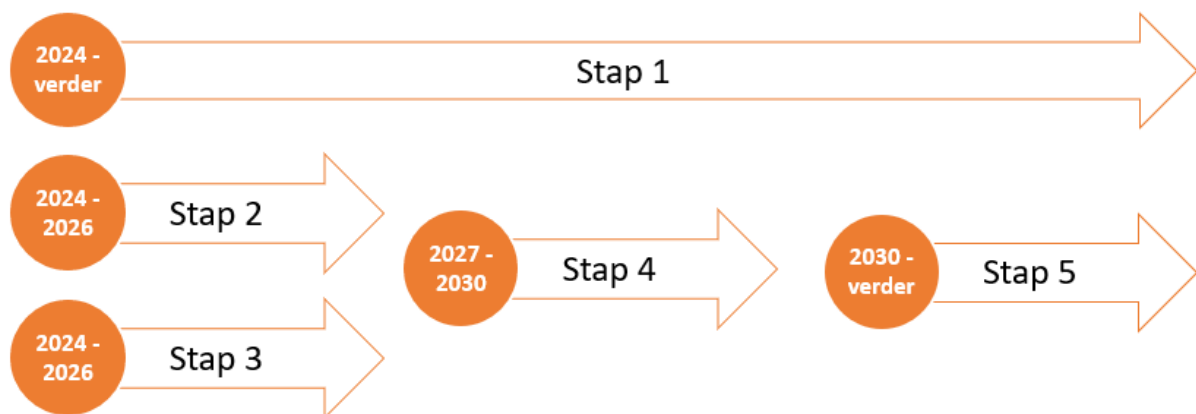 2024 -
verder
Stap 1
2024 -
2026
Stap 2
2027 -
2030
Stap 4
2030 -
verder
Stap 5
2024 -
2026
Stap 3